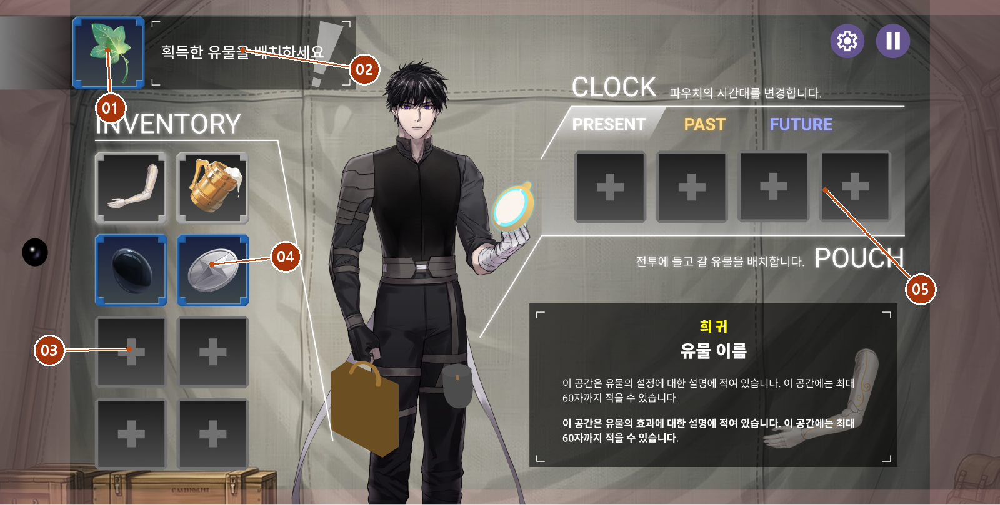 획득한 유물을 배치하세요
01
02
INVENTORY
CLOCK 파우치의 시간대를 변경합니다.
PRESENT PAST FUTURE
03
04
전투에 들고 갈 유물을 배치합니다. POUCH
05
희귀
유물 이름
이 공간은 유물의 설정에 대한 설명에 적여 있습니다. 이 공간에는 최대
60자까지 적을 수 있습니다.
이 공간은 유물의 효과에 대한 설명에 적여 있습니다. 이 공간에는 최대
60자까지 적을 수 있습니다.